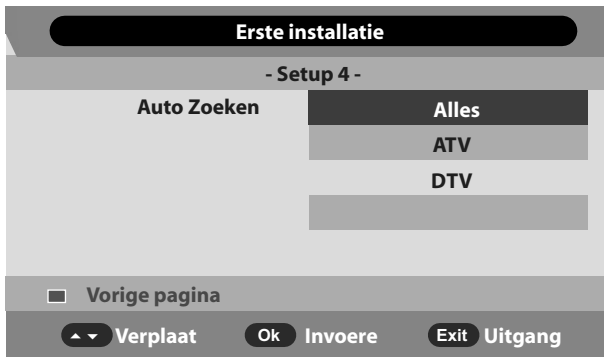 Erste installatie
- Setup 4 -
Auto Zoeken Alles
ATV
DTV
Vorige pagina
Verplaat Ok Invoere Exit Uitgang